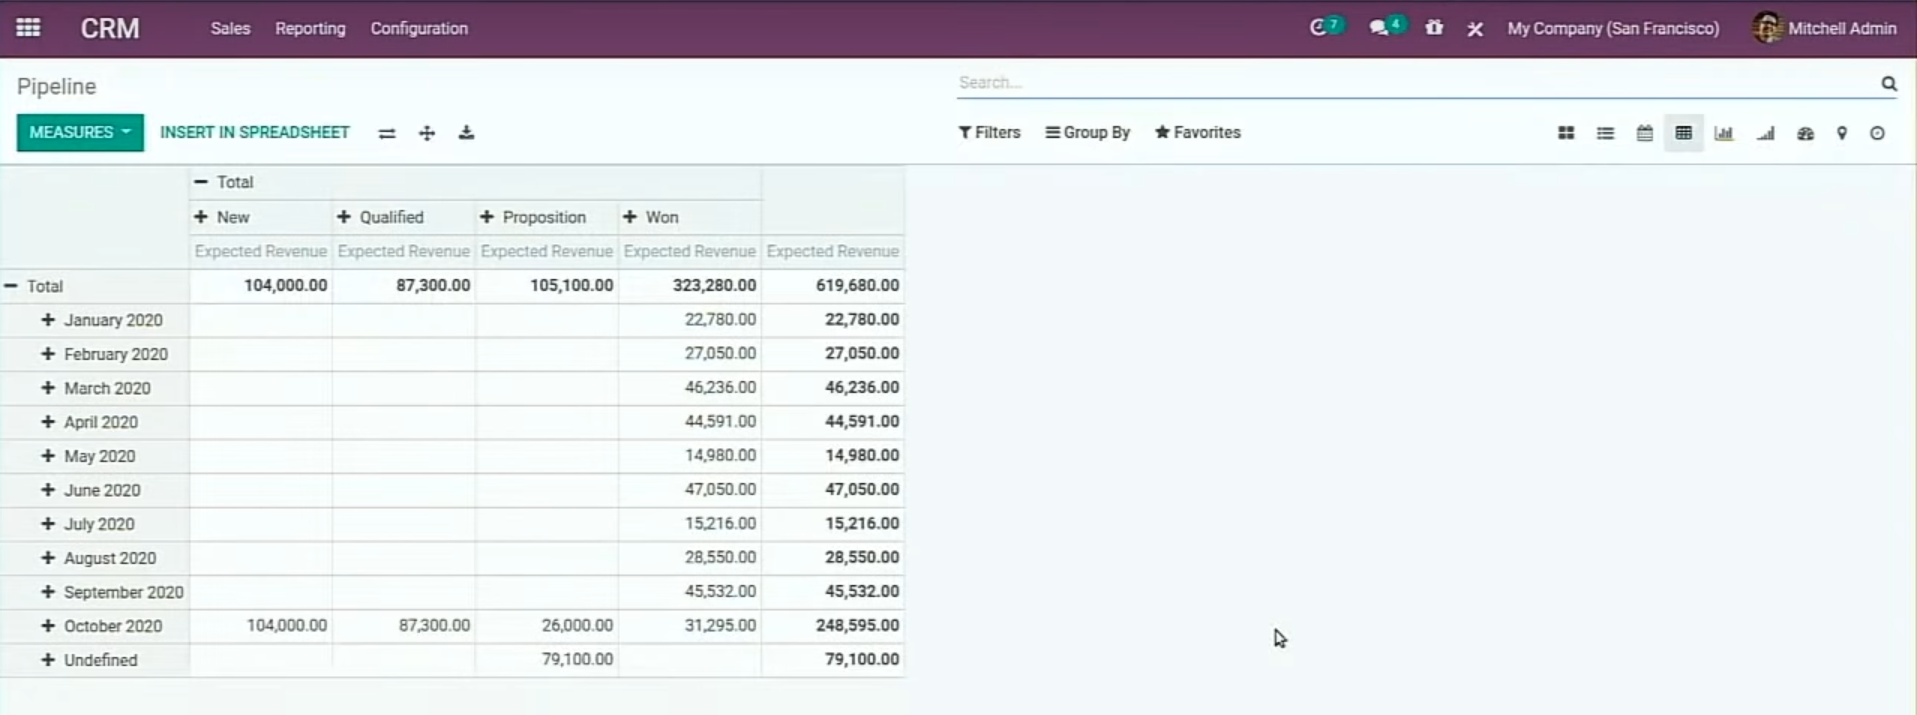 CRM Sales Reporting Configuration 7 4 My Company (San Francisco) Mitchell Admin
Pipeline Search...
MEASURES INSERT IN SPREADSHEET Filters Group By Favorites
Total
New Qualified Proposition Won
Expected Revenue Expected Revenue Expected Revenue Expected Revenue Expected Revenue
Total 104,000.00 87,300.00 105,100.00 323,280.00 619,680.00
January 2020 22,780.00 22,780.00
February 2020 27,050.00 27,050.00
March 2020 46,236.00 46,236.00
April 2020 44,591.00 44,591.00
May 2020 14,980.00 14,980.00
June 2020 47,050.00 47,050.00
July 2020 15,216.00 15,216.00
August 2020 28,550.00 28,550.00
September 2020 45,532.00 45,532.00
October 2020 104,000.00 87,300.00 26,000.00 31,295.00 248,595.00
Undefined 79,100.00 79,100.00